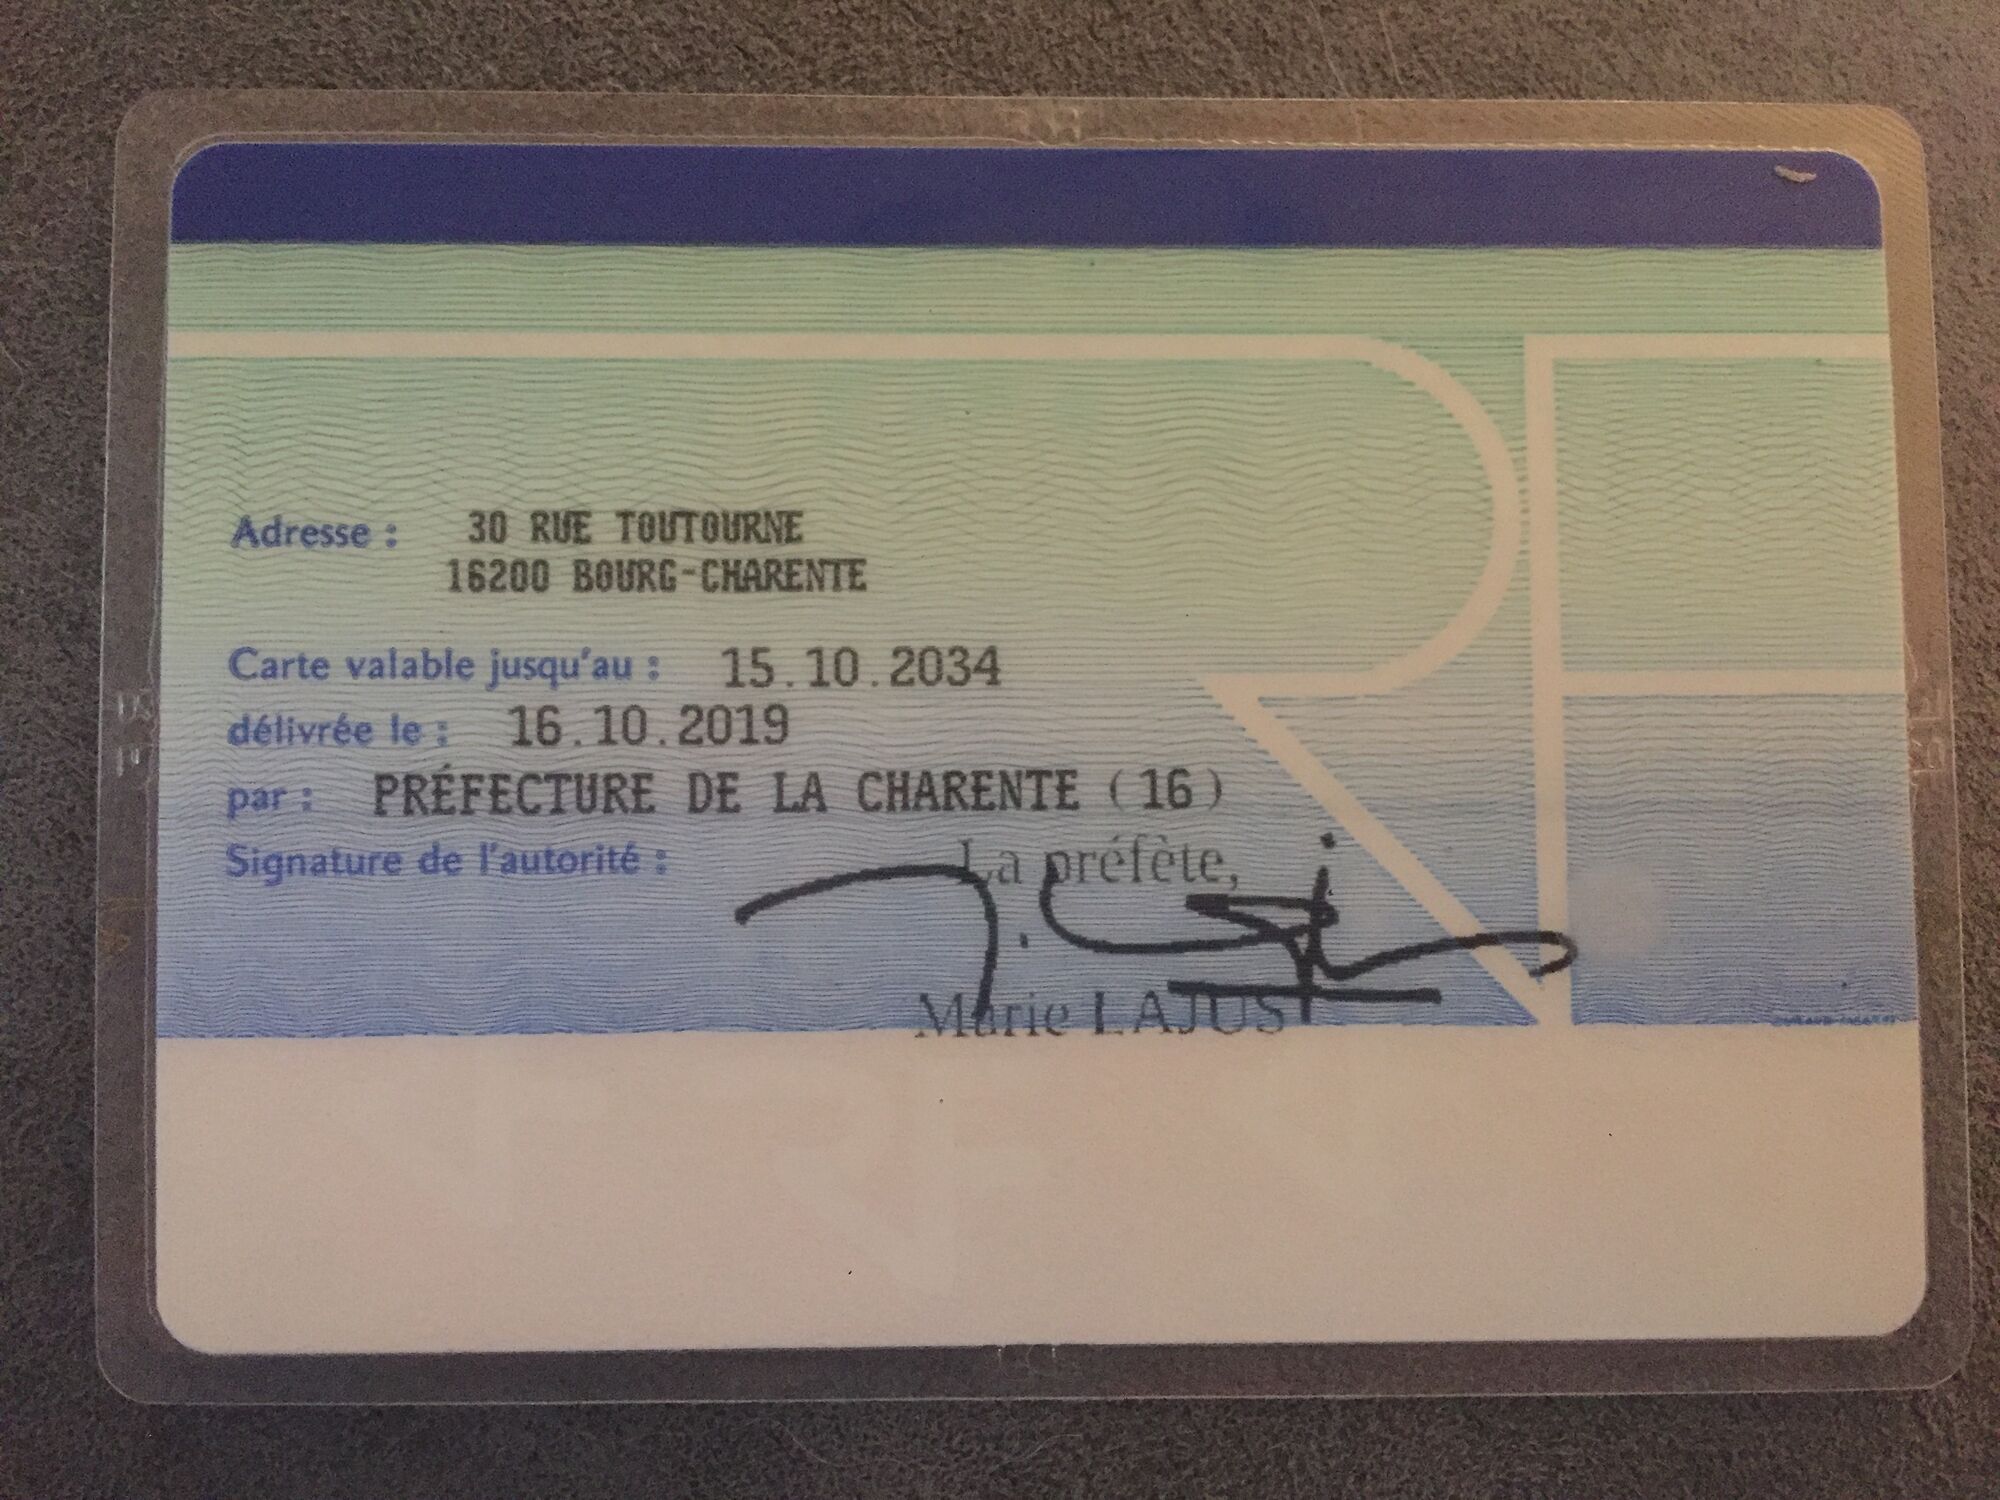 RF
Adresse : 30 RUE TOUTOURNE
16200 BOURG-CHARENTE
Carte valable jusqu'au : 15.10.2034
délivrée le : 16.10.2019
par : PRÉFECTURE DE LA CHARENTE (16)
Signature de l'autorité : La préfète,
Marie LAJUS